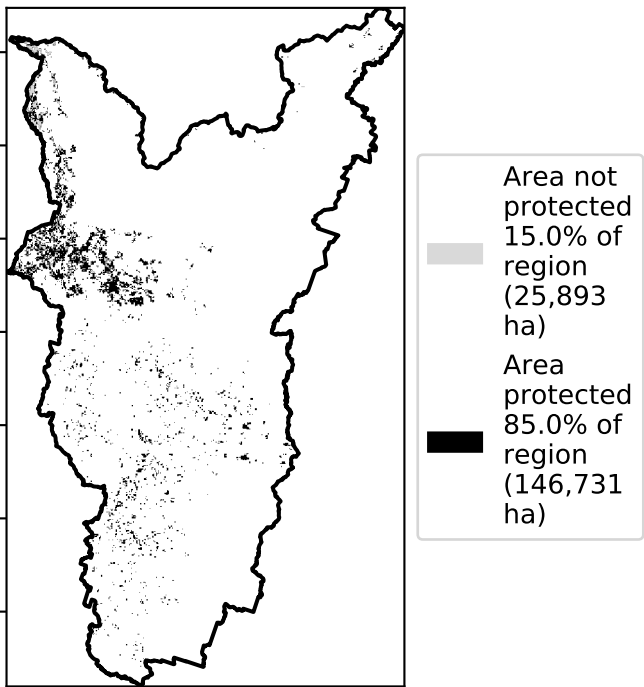 Area not
protected
15.0% of
region
(25,893
ha)
Area
protected
85.0% of
region
(146,731
ha)